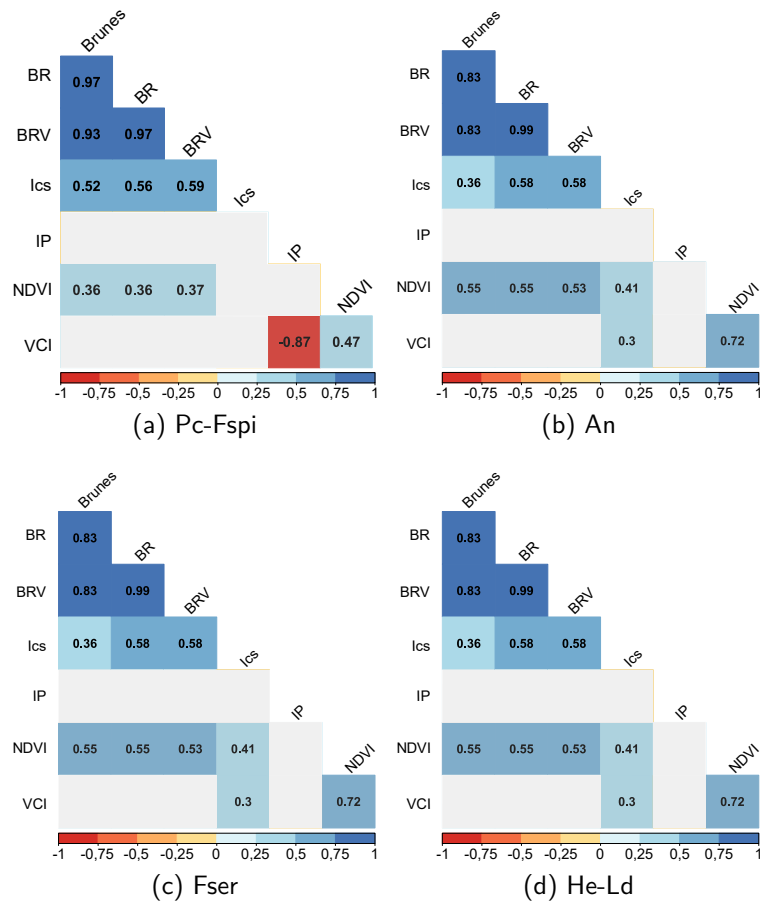 Brunes
BR 0.97 BR
BRV 0.93 0.97 BRV
Ics 0.52 0.56 0.59 Ics
IP IP
NDVI 0.36 0.36 0.37 NDVI
VCI -0.87 0.47
-1 -0,75 -0,5 -0,25 0 0,25 0,5 0,75 1
(a) Pc-Fspi
Brunes
BR 0.83 BR
BRV 0.83 0.99 BRV
Ics 0.36 0.58 0.58 Ics
IP IP
NDVI 0.55 0.55 0.53 0.41 NDVI
VCI 0.3 0.72
-1 -0,75 -0,5 -0,25 0 0,25 0,5 0,75 1
(b) An
Brunes
BR 0.83 BR
BRV 0.83 0.99 BRV
Ics 0.36 0.58 0.58 Ics
IP IP
NDVI 0.55 0.55 0.53 0.41 NDVI
VCI 0.3 0.72
-1 -0,75 -0,5 -0,25 0 0,25 0,5 0,75 1
(c) Fser
Brunes
BR 0.83 BR
BRV 0.83 0.99 BRV
Ics 0.36 0.58 0.58 Ics
IP IP
NDVI 0.55 0.55 0.53 0.41 NDVI
VCI 0.3 0.72
-1 -0,75 -0,5 -0,25 0 0,25 0,5 0,75 1
(d) He-Ld